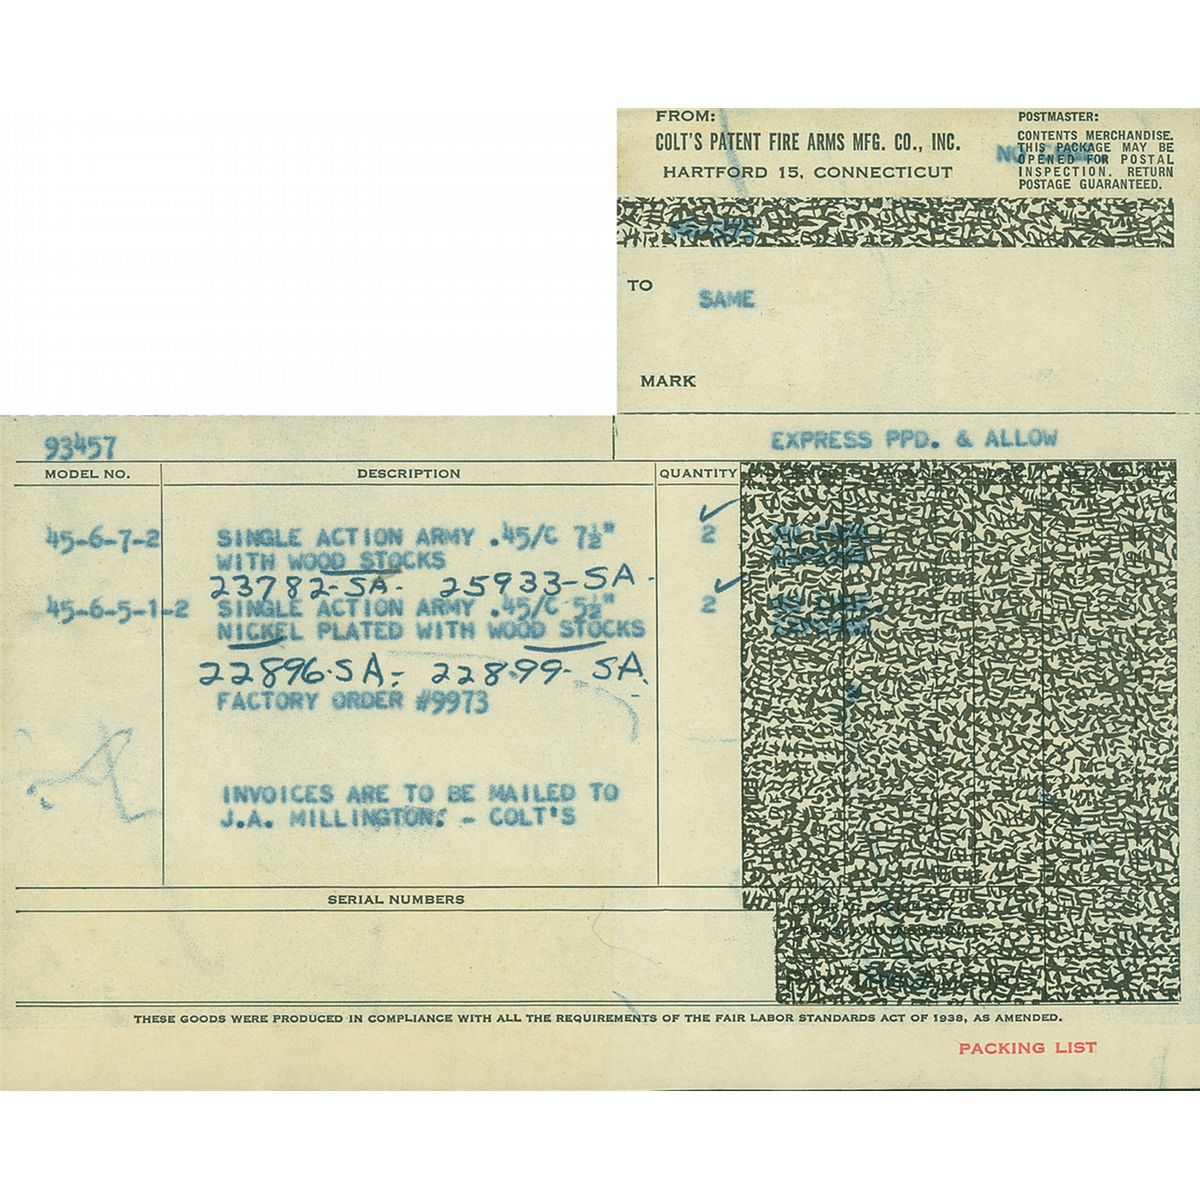 FROM:
COLT'S PATENT FIRE ARMS MFG. CO., INC.
HARTFORD 15, CONNECTICUT
POSTMASTER:
CONTENTS MERCHANDISE.
THIS PACKAGE MAY BE
OPENED FOR POSTAL
INSPECTION. RETURN
POSTAGE GUARANTEED.
TO
SAME
MARK
93457
EXPRESS PPD. & ALLOW
MODEL NO. DESCRIPTION QUANTITY
45-6-7-2 SINGLE ACTION ARMY .45/C 7½" 2
WITH WOOD STOCKS
23782-SA- 25933-SA-
45-6-5-1-2 SINGLE ACTION ARMY .45/C 5½" 2
NICKEL PLATED WITH WOOD STOCKS
22896-SA- 22899-SA
FACTORY ORDER #9973
INVOICES ARE TO BE MAILED TO
J.A. MILLINGTON. - COLT'S
SERIAL NUMBERS
THESE GOODS WERE PRODUCED IN COMPLIANCE WITH ALL THE REQUIREMENTS OF THE FAIR LABOR STANDARDS ACT OF 1938, AS AMENDED.
PACKING LIST